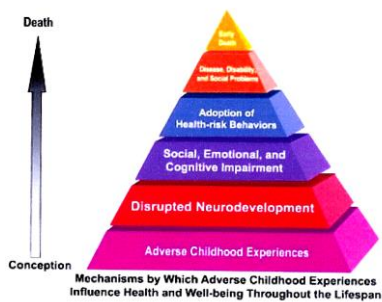 Death
Early
Death
Disease, Disability,
and Social Problems
Adoption of
Health-risk Behaviors
Social, Emotional, and
Cognitive Impairment
Disrupted Neurodevelopment
Adverse Childhood Experiences
Conception
Mechanisms by Which Adverse Childhood Experiences
Influence Health and Well-being Throughout the Lifespan